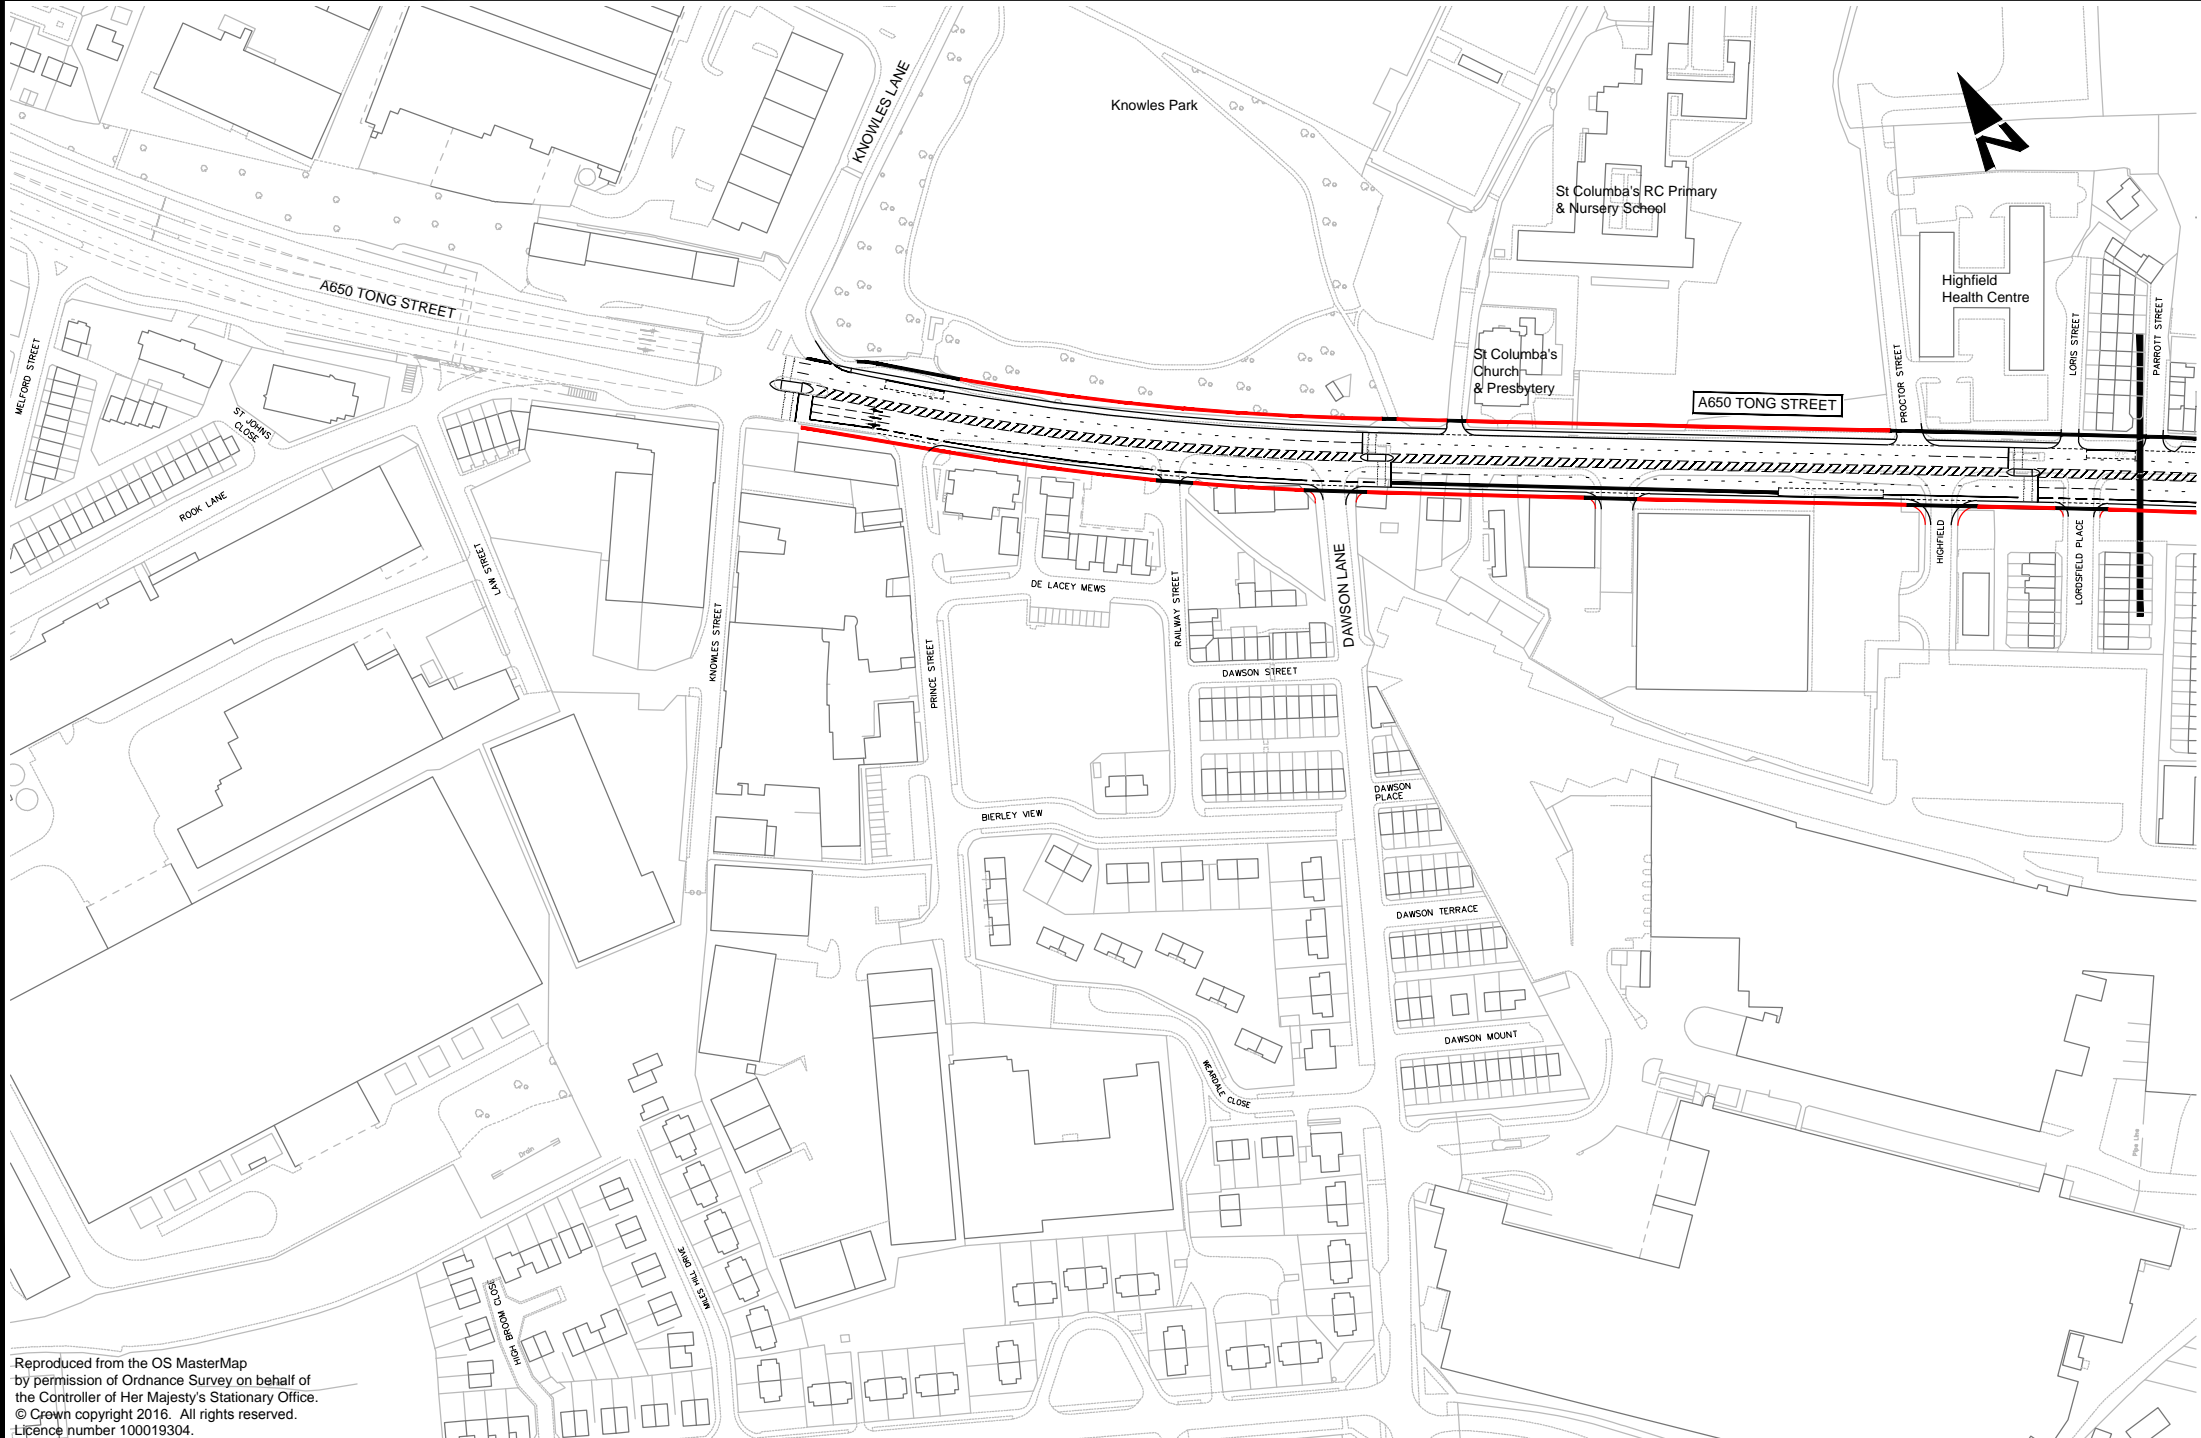 KNOWLES LANE
Knowles Park
N
St Columba's RC Primary
& Nursery School
A650 TONG STREET
Highfield
Health Centre
MELFORD STREET
ST JOHNS
CLOSE
St Columba's
Church
& Presbytery
A650 TONG STREET
PROCTOR STREET
LORIS STREET
PARROTT STREET
ROOK LANE
LAW STREET
KNOWLES STREET
PRINCE STREET
DE LACEY MEWS
RAILWAY STREET
DAWSON LANE
HIGHFIELD
LORDSFIELD PLACE
DAWSON STREET
DAWSON
PLACE
BIERLEY VIEW
DAWSON TERRACE
DAWSON MOUNT
WEARDALE CLOSE
Drain
Pipe Line
MILES HILL DRIVE
HIGH BROOM CLOSE
Reproduced from the OS MasterMap
by permission of Ordnance Survey on behalf of
the Controller of Her Majesty's Stationary Office.
© Crown copyright 2016. All rights reserved.
Licence number 100019304.